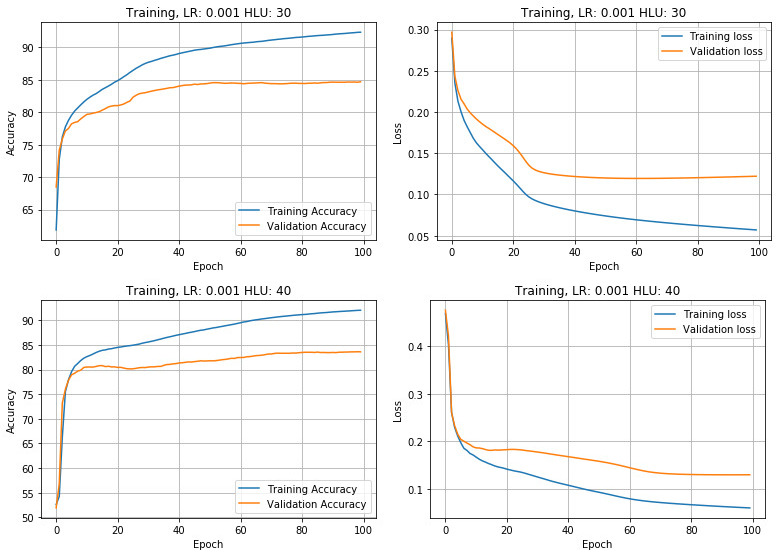 Training, LR: 0.001 HLU: 30
90
85
80
75
70
65
Accuracy
0 20 40 60 80 100
Epoch
Training Accuracy
Validation Accuracy
Training, LR: 0.001 HLU: 30
0.30
0.25
0.20
0.15
0.10
0.05
Loss
0 20 40 60 80 100
Epoch
Training loss
Validation loss
Training, LR: 0.001 HLU: 40
90
85
80
75
70
65
60
55
50
Accuracy
0 20 40 60 80 100
Epoch
Training Accuracy
Validation Accuracy
Training, LR: 0.001 HLU: 40
0.4
0.3
0.2
0.1
Loss
0 20 40 60 80 100
Epoch
Training loss
Validation loss